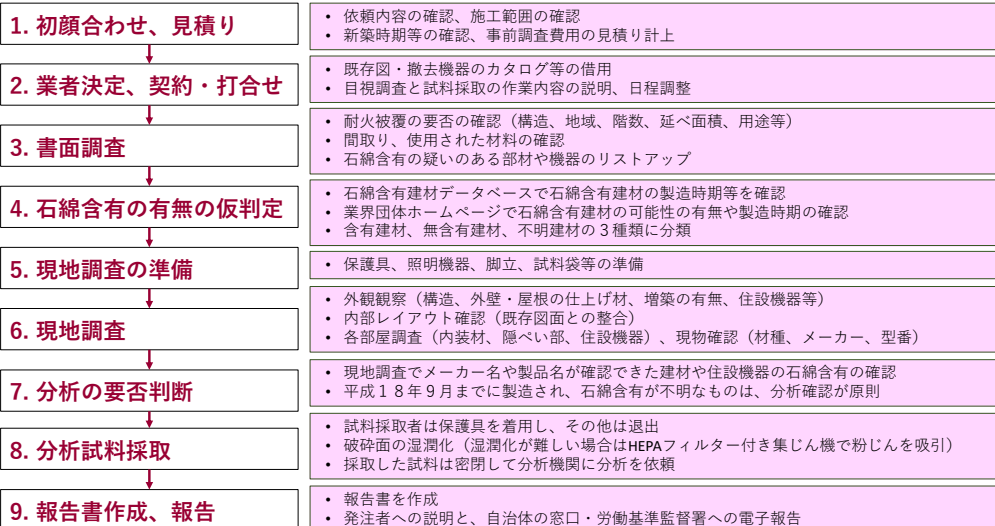 1. 初顔合わせ、見積り
• 依頼内容の確認、施工範囲の確認
• 新築時期等の確認、事前調査費用の見積り計上
2. 業者決定、契約・打合せ
• 既存図・撤去機器のカタログ等の借用
• 目視調査と試料採取の作業内容の説明、日程調整
3. 書面調査
• 耐火被覆の要否の確認（構造、地域、階数、延べ面積、用途等）
• 間取り、使用された材料の確認
• 石綿含有の疑いのある部材や機器のリストアップ
4. 石綿含有の有無の仮判定
• 石綿含有建材データベースで石綿含有建材の製造時期等を確認
• 業界団体ホームページで石綿含有建材の可能性の有無や製造時期の確認
• 含有建材、無含有建材、不明建材の３種類に分類
5. 現地調査の準備
• 保護具、照明機器、脚立、試料袋等の準備
6. 現地調査
• 外観観察（構造、外壁・屋根の仕上げ材、増築の有無、住設機器等）
• 内部レイアウト確認（既存図面との整合）
• 各部屋調査（内装材、隠ぺい部、住設機器）、現物確認（材種、メーカー、型番）
7. 分析の要否判断
• 現地調査でメーカー名や製品名が確認できた建材や住設機器の石綿含有の確認
• 平成１８年９月までに製造され、石綿含有が不明なものは、分析確認が原則
8. 分析試料採取
• 試料採取者は保護具を着用し、その他は退出
• 破砕面の湿潤化（湿潤化が難しい場合はHEPAフィルター付き集じん機で粉じんを吸引）
• 採取した試料は密閉して分析機関に分析を依頼
9. 報告書作成、報告
• 報告書を作成
• 発注者への説明と、自治体の窓口・労働基準監督署への電子報告